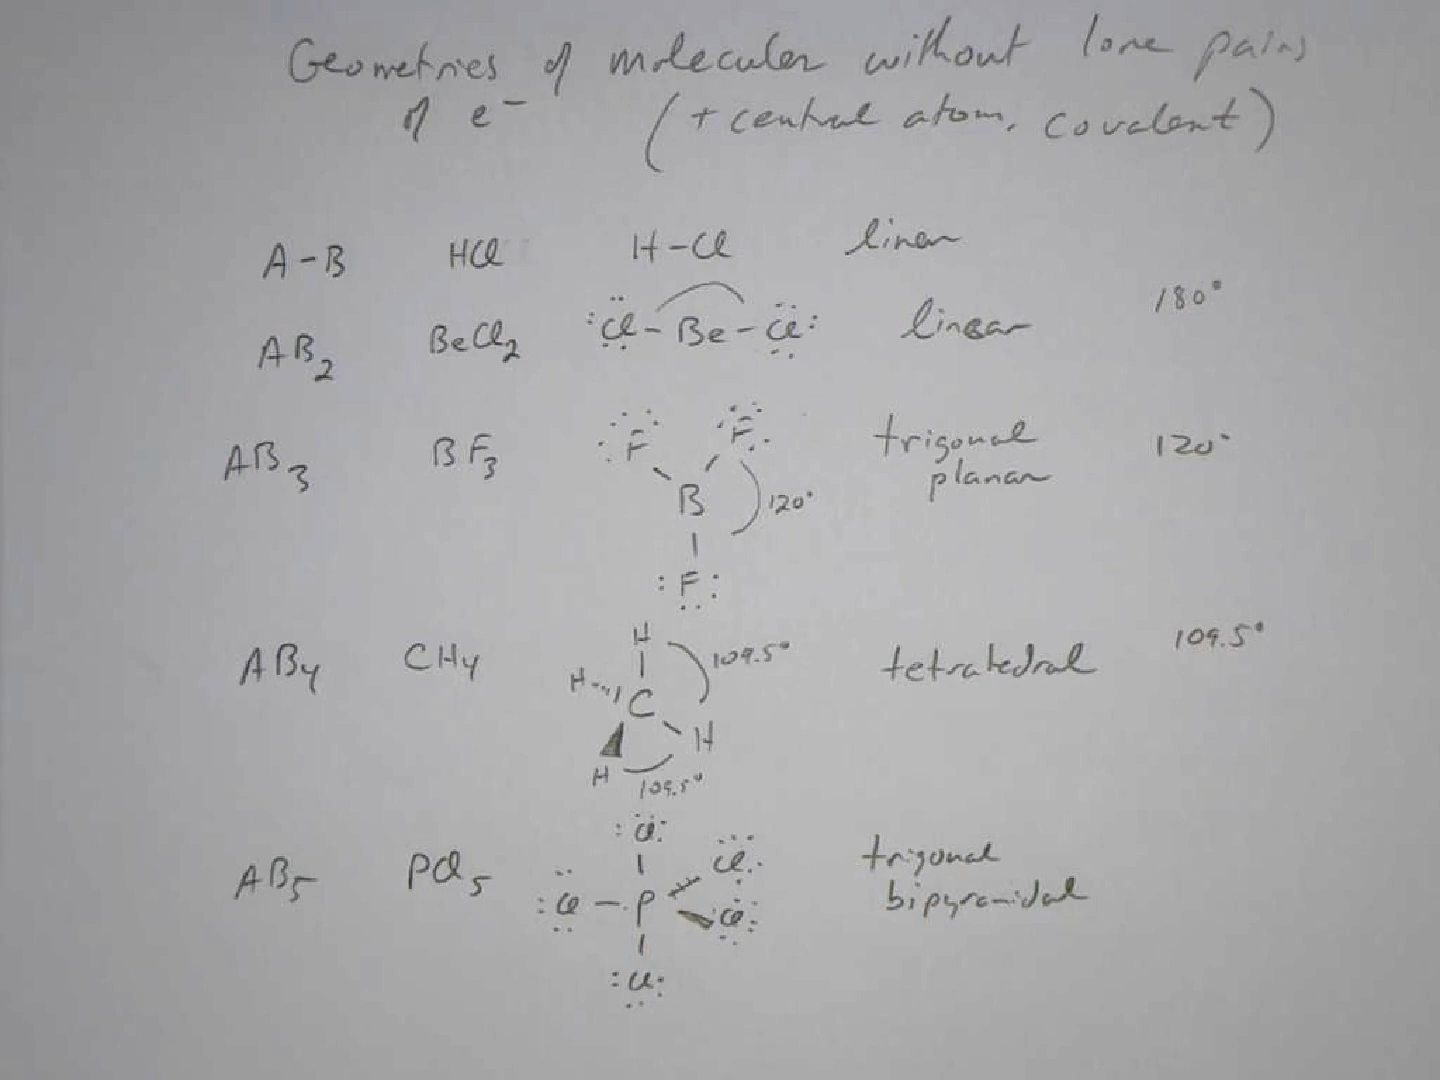 Geometries of molecules without lone pairs
of e⁻ (+ central atom, covalent)
A-B HCl H-Cl linear
AB₂ BeCl₂ :Cl-Be-Cl: linear 180°
AB₃ BF₃ F F trigonal planar 120°
B 120°
:F:
AB₄ CH₄ H 109.5° tetrahedral 109.5°
H C
H
H 109.5°
:Cl:
AB₅ PCl₅ Cl trigonal
:Cl-P Cl bipyramidal
:Cl: